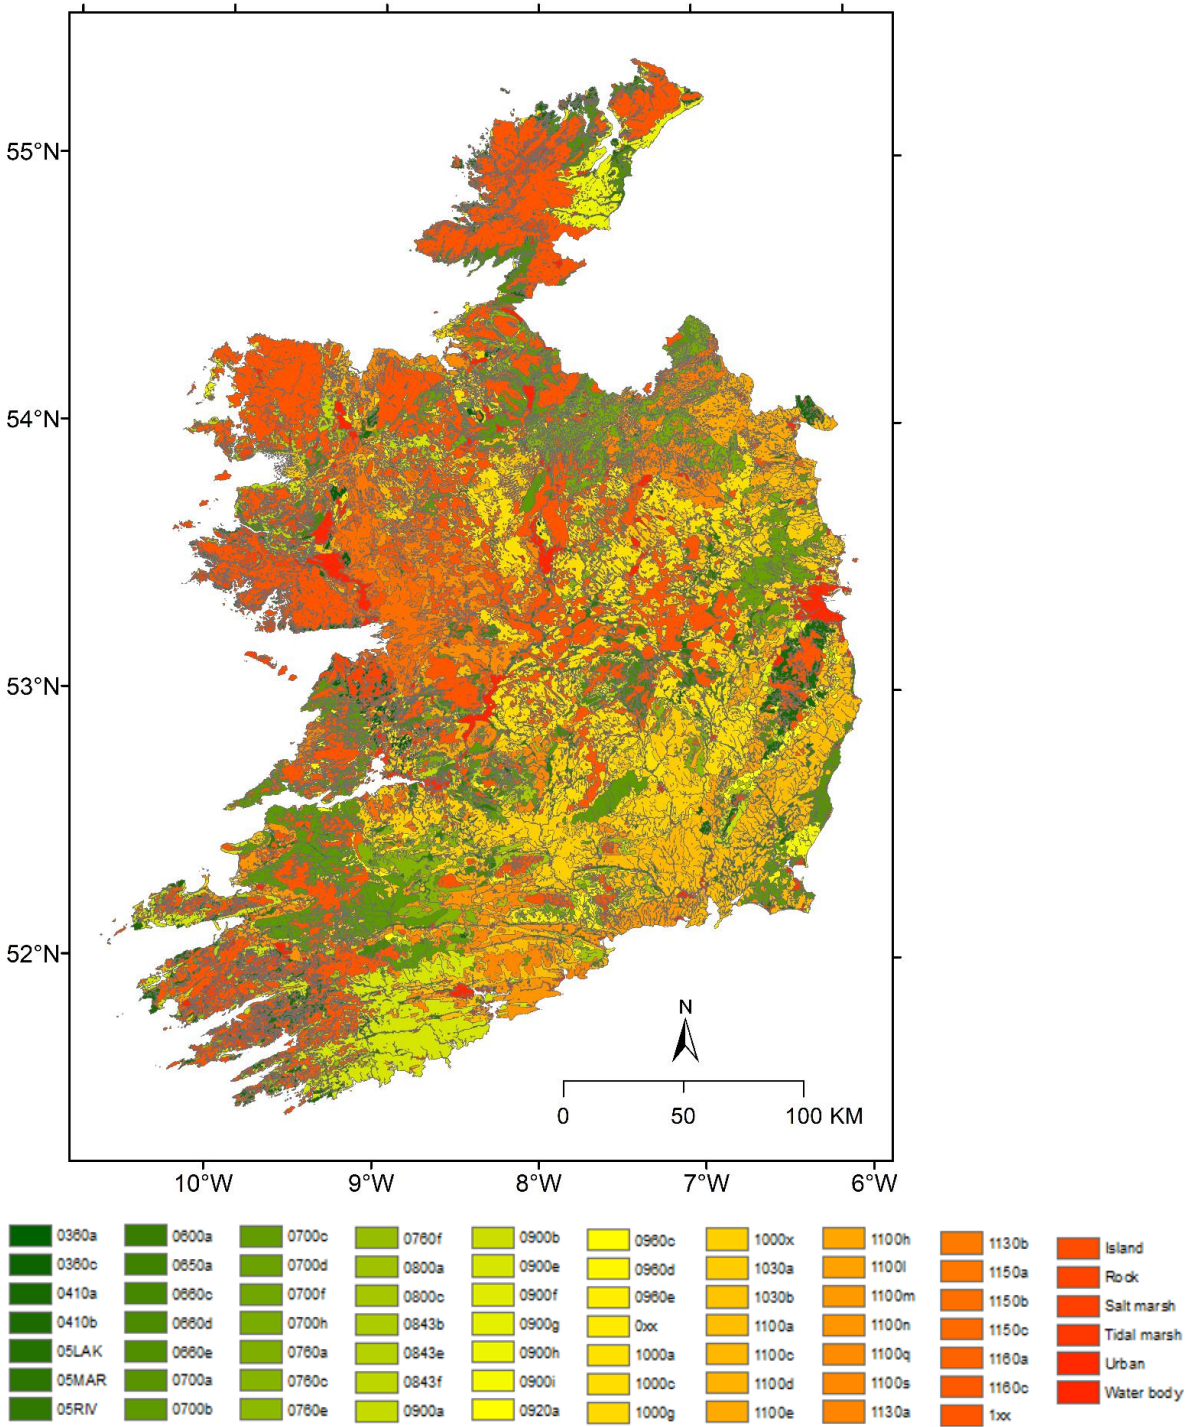 55°N
54°N
53°N
52°N
N
0 50 100 KM
10°W 9°W 8°W 7°W 6°W
0360a 0600a 0700c 0760f 0900b 0960c 1000x 1100h 1130b Island
0360c 0650a 0700d 0800a 0900e 0960d 1030a 1100l 1150a Rock
0410a 0660c 0700f 0800c 0900f 0960e 1030b 1100m 1150b Salt marsh
0410b 0660d 0700h 0843b 0900g 0xx 1100a 1100n 1150c Tidal marsh
05LAK 0660e 0760a 0843e 0900h 1000a 1100c 1100q 1160a Urban
05MAR 0700a 0760c 0843f 0900i 1000c 1100d 1100s 1160c Water body
05RIV 0700b 0760e 0900a 0920a 1000g 1100e 1130a 1xx